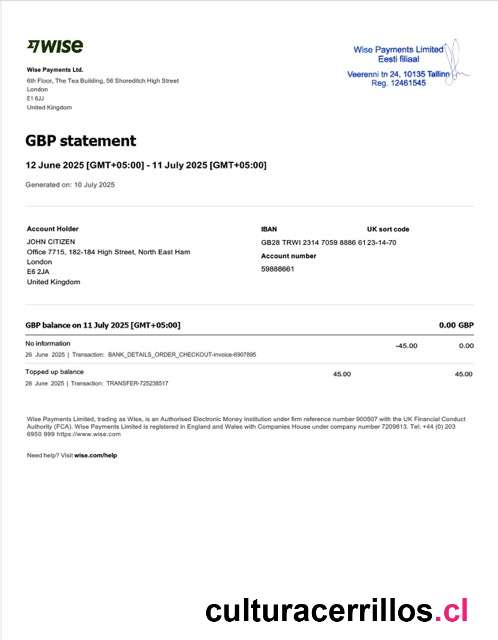 WISE
Wise Payments Limited
Eesti filiaal
Veerenni tn 24, 10135 Tallinn
Reg. 12461545
Wise Payments Ltd.
6th Floor, The Tea Building, 56 Shoreditch High Street
London
E1 6JJ
United Kingdom
GBP statement
12 June 2025 [GMT+05:00] - 11 July 2025 [GMT+05:00]
Generated on: 10 July 2025
Account Holder
JOHN CITIZEN
Office 7715, 182-184 High Street, North East Ham
London
E6 2JA
United Kingdom
IBAN UK sort code
GB28 TRWI 2314 7059 8886 61 23-14-70
Account number
59888661
GBP balance on 11 July 2025 [GMT+05:00] 0.00 GBP
No information -45.00 0.00
26 June 2025 | Transaction: BANK_DETAILS_ORDER_CHECKOUT-invoice-6907895
Topped up balance 45.00 45.00
26 June 2025 | Transaction: TRANSFER-725238517
Wise Payments Limited, trading as Wise, is an Authorised Electronic Money Institution under firm reference number 900507 with the UK Financial Conduct
Authority (FCA). Wise Payments Limited is registered in England and Wales with Companies House under company number 7209813. Tel: +44 (0) 203
6950 999 https://www.wise.com
Need help? Visit wise.com/help
culturacerrillos.cl